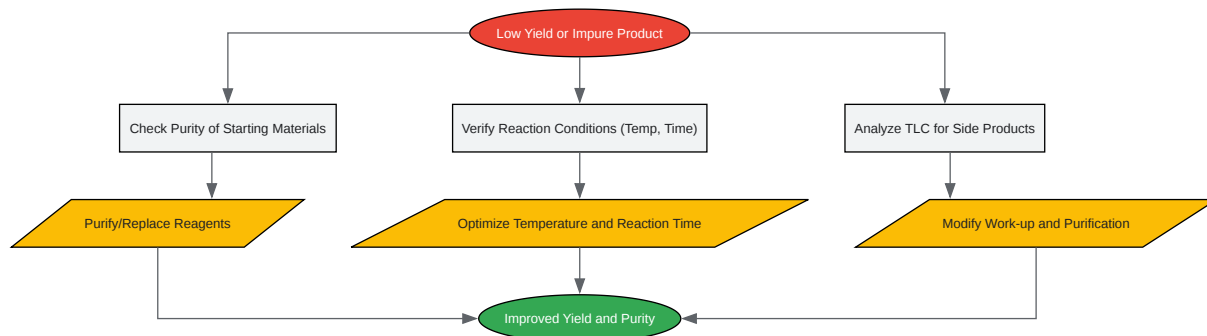 Low Yield or Impure Product
Check Purity of Starting Materials
Verify Reaction Conditions (Temp, Time)
Analyze TLC for Side Products
Purify/Replace Reagents
Optimize Temperature and Reaction Time
Modify Work-up and Purification
Improved Yield and Purity